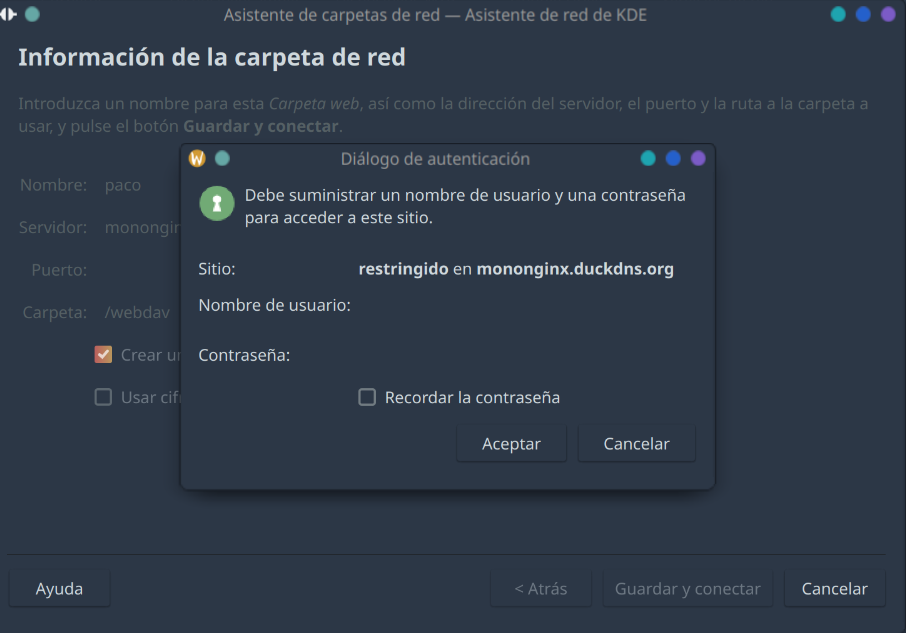 Asistente de carpetas de red — Asistente de red de KDE
Información de la carpeta de red
Introduzca un nombre para esta Carpeta web, así como la dirección del servidor, el puerto y la ruta a la carpeta a
usar, y pulse el botón Guardar y conectar.
Diálogo de autenticación
Debe suministrar un nombre de usuario y una contraseña
para acceder a este sitio.
Nombre: paco
Servidor: mononginx
Puerto:
Carpeta: /webdav
Crear un
Usar cif
Sitio: restringido en mononginx.duckdns.org
Nombre de usuario:
Contraseña:
Recordar la contraseña
Aceptar Cancelar
Ayuda < Atrás Guardar y conectar Cancelar